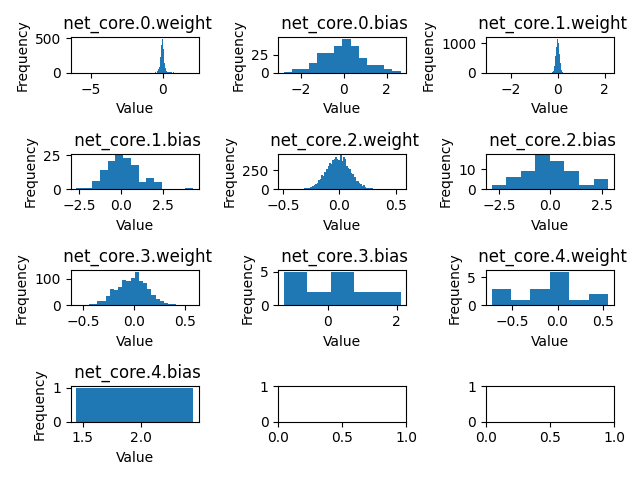 net_core.0.weight
net_core.0.bias
net_core.1.weight
500
0
Frequency
−5
0
Value
25
0
Frequency
−2
0
2
Value
1000
0
Frequency
−2
0
2
Value
net_core.1.bias
net_core.2.weight
net_core.2.bias
25
0
Frequency
−2.5
0.0
2.5
Value
250
0
Frequency
−0.5
0.0
0.5
Value
10
0
Frequency
−2.5
0.0
2.5
Value
net_core.3.weight
net_core.3.bias
net_core.4.weight
100
0
Frequency
−0.5
0.0
0.5
Value
5
0
Frequency
0
2
Value
5
0
Frequency
−0.5
0.0
0.5
Value
net_core.4.bias
1
0
Frequency
1.5
2.0
Value
1
0
0.0
0.5
1.0
1
0
0.0
0.5
1.0